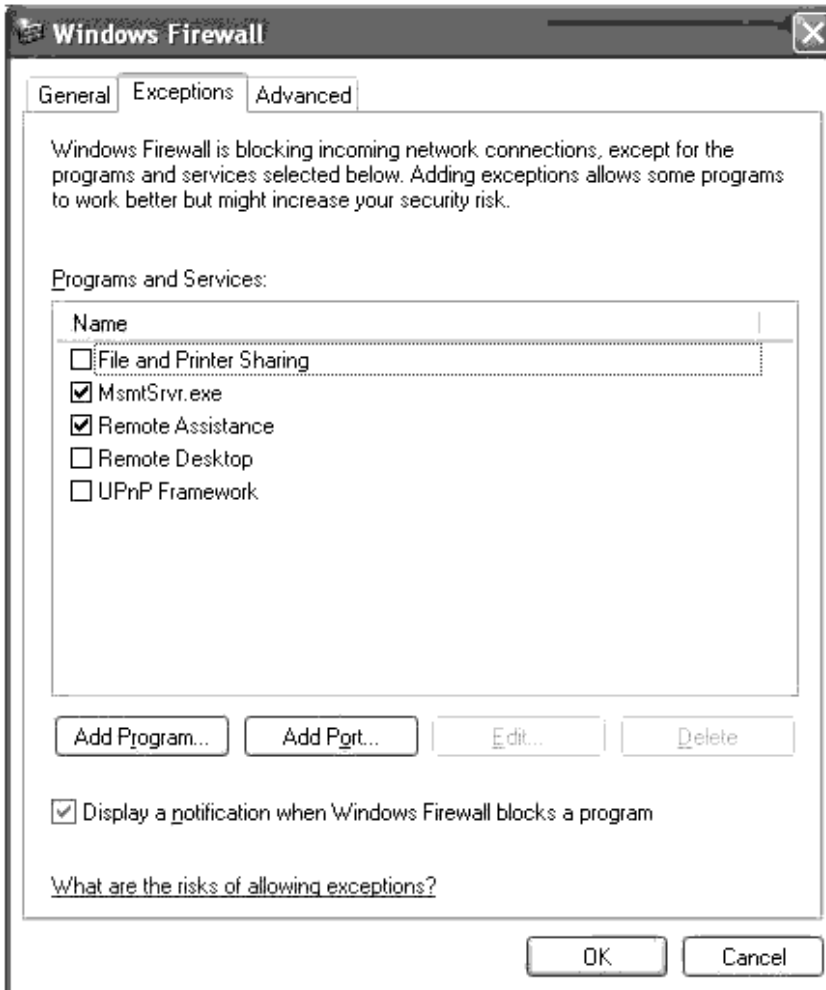 Windows Firewall
General
Exceptions
Advanced
Windows Firewall is blocking incoming network connections, except for the
programs and services selected below. Adding exceptions allows some programs
to work better but might increase your security risk.
Programs and Services:
Name
File and Printer Sharing
MsmtSrvr.exe
Remote Assistance
Remote Desktop
UPnP Framework
Add Program...
Add Port...
Edit...
Delete
Display a notification when Windows Firewall blocks a program
What are the risks of allowing exceptions?
OK
Cancel